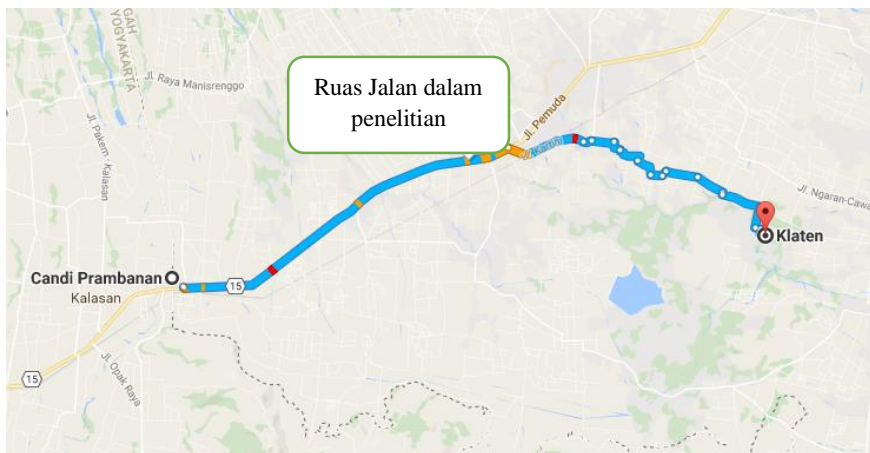 GAH
YOGYAKARTA
Jl. Raya Manisrenggo
Jl. Pakem - Kalasan
Ruas Jalan dalam
penelitian
Jl. Pemuda
Jl. Ngaran-Cawa
Klaten
Candi Prambanan
Kalasan
15
15
Jl. Opak Raya